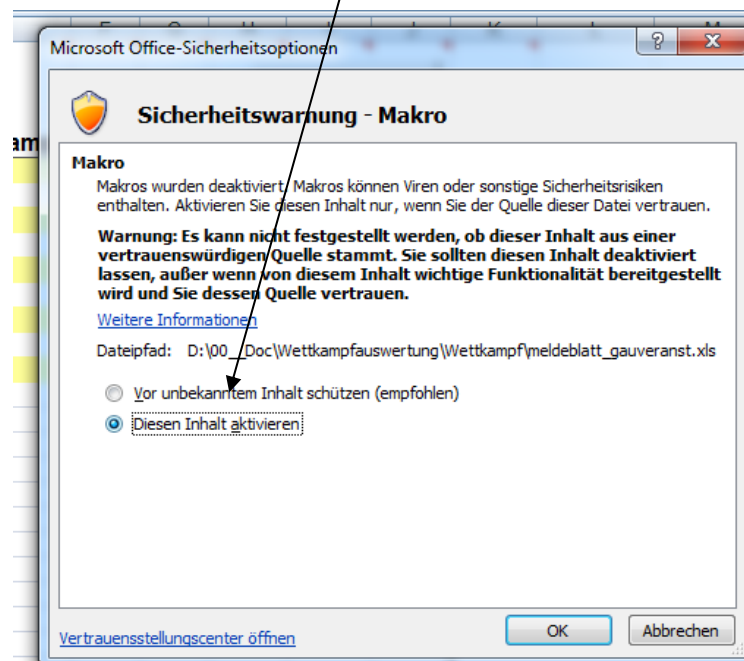 Microsoft Office-Sicherheitsoptionen
Sicherheitswarnung - Makro
Makro
Makros wurden deaktiviert. Makros können Viren oder sonstige Sicherheitsrisiken
enthalten. Aktivieren Sie diesen Inhalt nur, wenn Sie der Quelle dieser Datei vertrauen.
Warnung: Es kann nicht festgestellt werden, ob dieser Inhalt aus einer
vertrauenswürdigen Quelle stammt. Sie sollten diesen Inhalt deaktiviert
lassen, außer wenn von diesem Inhalt wichtige Funktionalität bereitgestellt
wird und Sie dessen Quelle vertrauen.
Weitere Informationen
Dateipfad: D:\00__Doc\Wettkampfauswertung\Wettkampf\meldeblatt_gauveranst.xls
Vor unbekanntem Inhalt schützen (empfohlen)
Diesen Inhalt aktivieren
Vertrauensstellungscenter öffnen
OK
Abbrechen